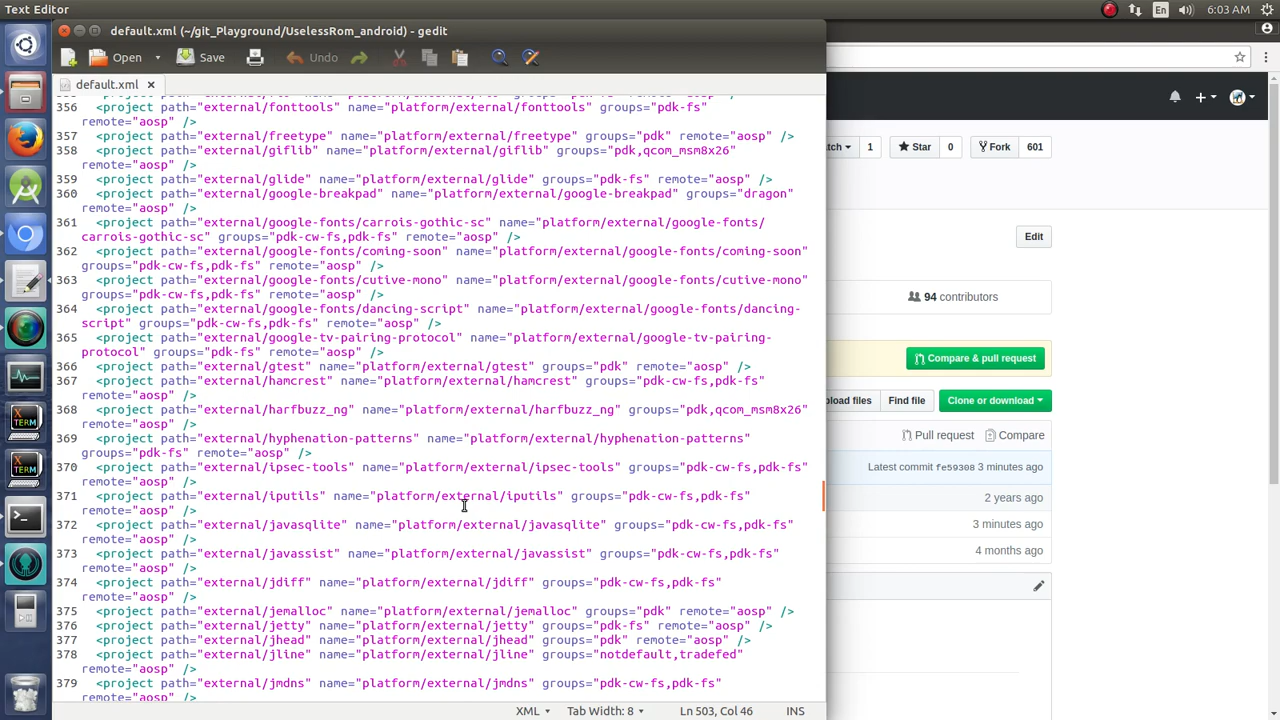 Text Editor
En
6:03 AM
default.xml (~/git_Playground/UselessRom_android) - gedit
Open
Save
Undo
default.xml
356 <project path="external/fonttools" name="platform/external/fonttools" groups="pdk-fs"
remote="aosp" />
357 <project path="external/freetype" name="platform/external/freetype" groups="pdk" remote="aosp" />
358 <project path="external/giflib" name="platform/external/giflib" groups="pdk,qcom_msm8x26"
remote="aosp" />
359 <project path="external/glide" name="platform/external/glide" groups="pdk-fs" remote="aosp" />
360 <project path="external/google-breakpad" name="platform/external/google-breakpad" groups="dragon"
remote="aosp" />
361 <project path="external/google-fonts/carrois-gothic-sc" name="platform/external/google-fonts/
carrois-gothic-sc" groups="pdk-cw-fs,pdk-fs" remote="aosp" />
362 <project path="external/google-fonts/coming-soon" name="platform/external/google-fonts/coming-soon"
groups="pdk-cw-fs,pdk-fs" remote="aosp" />
363 <project path="external/google-fonts/cutive-mono" name="platform/external/google-fonts/cutive-mono"
groups="pdk-cw-fs,pdk-fs" remote="aosp" />
364 <project path="external/google-fonts/dancing-script" name="platform/external/google-fonts/dancing-
script" groups="pdk-cw-fs,pdk-fs" remote="aosp" />
365 <project path="external/google-tv-pairing-protocol" name="platform/external/google-tv-pairing-
protocol" groups="pdk-fs" remote="aosp" />
366 <project path="external/gtest" name="platform/external/gtest" groups="pdk" remote="aosp" />
367 <project path="external/hamcrest" name="platform/external/hamcrest" groups="pdk-cw-fs,pdk-fs"
remote="aosp" />
368 <project path="external/harfbuzz_ng" name="platform/external/harfbuzz_ng" groups="pdk,qcom_msm8x26"
remote="aosp" />
369 <project path="external/hyphenation-patterns" name="platform/external/hyphenation-patterns"
groups="pdk-fs" remote="aosp" />
370 <project path="external/ipsec-tools" name="platform/external/ipsec-tools" groups="pdk-cw-fs,pdk-fs"
remote="aosp" />
371 <project path="external/iputils" name="platform/external/iputils" groups="pdk-cw-fs,pdk-fs"
remote="aosp" />
372 <project path="external/javasqlite" name="platform/external/javasqlite" groups="pdk-cw-fs,pdk-fs"
remote="aosp" />
373 <project path="external/javassist" name="platform/external/javassist" groups="pdk-cw-fs,pdk-fs"
remote="aosp" />
374 <project path="external/jdiff" name="platform/external/jdiff" groups="pdk-cw-fs,pdk-fs"
remote="aosp" />
375 <project path="external/jemalloc" name="platform/external/jemalloc" groups="pdk" remote="aosp" />
376 <project path="external/jetty" name="platform/external/jetty" groups="pdk-fs" remote="aosp" />
377 <project path="external/jhead" name="platform/external/jhead" groups="pdk" remote="aosp" />
378 <project path="external/jline" name="platform/external/jline" groups="notdefault,tradefed"
remote="aosp" />
379 <project path="external/jmdns" name="platform/external/jmdns" groups="pdk-cw-fs,pdk-fs"
remote="aosp" />
XML Tab Width: 8 Ln 503, Col 46 INS
X
TERM
X
TERM
atch 1 Star 0 Fork 601
Edit
94 contributors
Compare & pull request
pload files Find file Clone or download
Pull request Compare
Latest commit fe59308 3 minutes ago
2 years ago
3 minutes ago
4 months ago